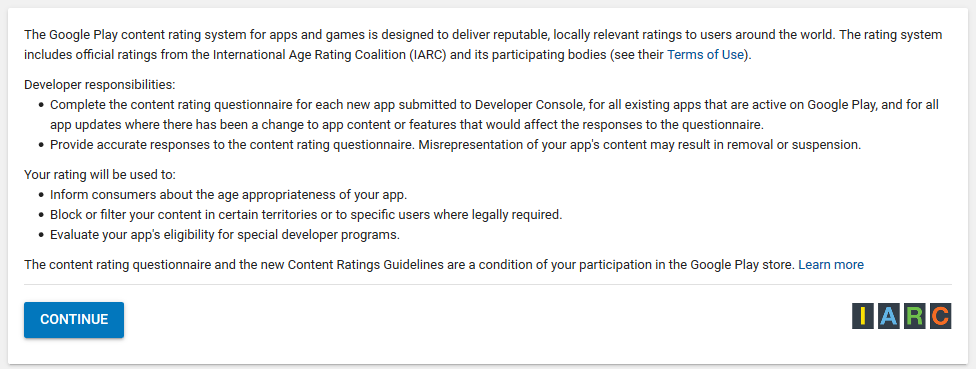 The Google Play content rating system for apps and games is designed to deliver reputable, locally relevant ratings to users around the world. The rating system
includes official ratings from the International Age Rating Coalition (IARC) and its participating bodies (see their Terms of Use).
Developer responsibilities:
• Complete the content rating questionnaire for each new app submitted to Developer Console, for all existing apps that are active on Google Play, and for all
app updates where there has been a change to app content or features that would affect the responses to the questionnaire.
• Provide accurate responses to the content rating questionnaire. Misrepresentation of your app's content may result in removal or suspension.
Your rating will be used to:
• Inform consumers about the age appropriateness of your app.
• Block or filter your content in certain territories or to specific users where legally required.
• Evaluate your app's eligibility for special developer programs.
The content rating questionnaire and the new Content Ratings Guidelines are a condition of your participation in the Google Play store. Learn more
CONTINUE
IARC